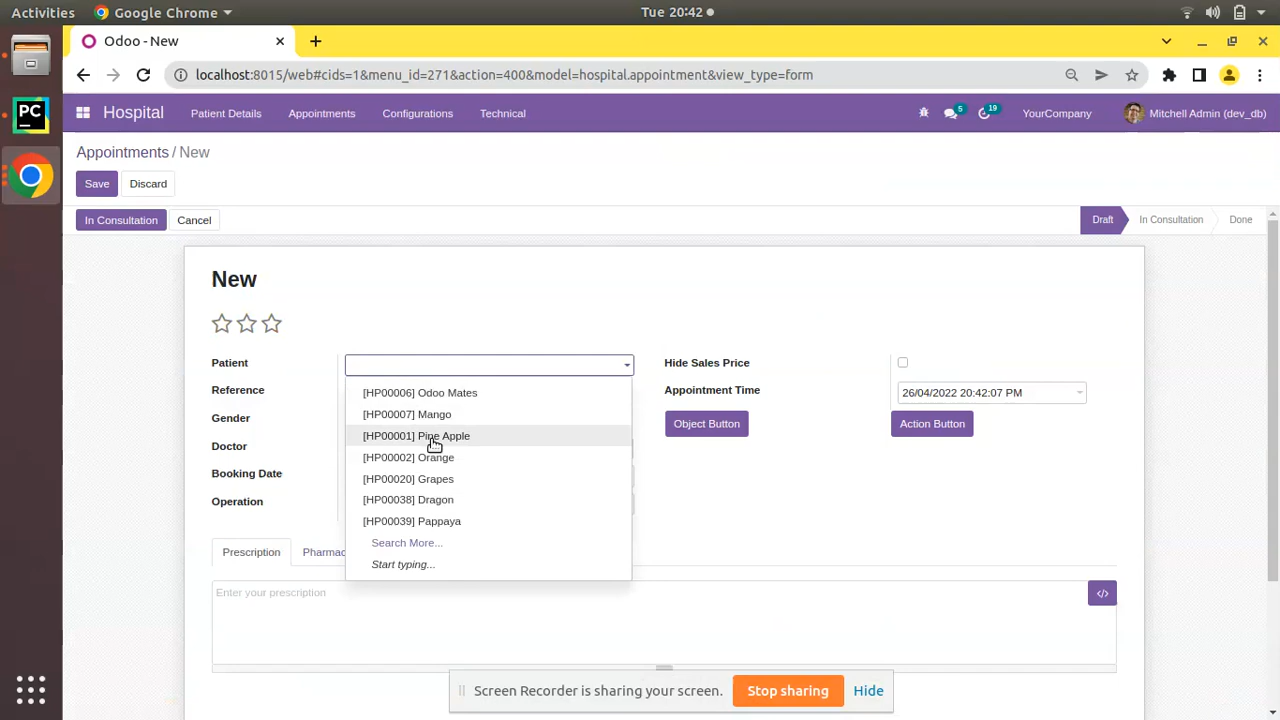 Activities
Google Chrome
Tue 20:42
Odoo - New
localhost:8015/web#cids=1&menu_id=271&action=400&model=hospital.appointment&view_type=form
PC
Hospital
Patient Details
Appointments
Configurations
Technical
5
19
YourCompany
Mitchell Admin (dev_db)
Appointments / New
Save
Discard
In Consultation
Cancel
Draft
In Consultation
Done
New
Patient
Hide Sales Price
Reference
Appointment Time
26/04/2022 20:42:07 PM
Gender
Object Button
Action Button
Doctor
Booking Date
Operation
[HP00006] Odoo Mates
[HP00007] Mango
[HP00001] Pine Apple
[HP00002] Orange
[HP00020] Grapes
[HP00038] Dragon
[HP00039] Pappaya
Search More...
Start typing...
Prescription
Pharmac
Enter your prescription
</>
Screen Recorder is sharing your screen.
Stop sharing
Hide